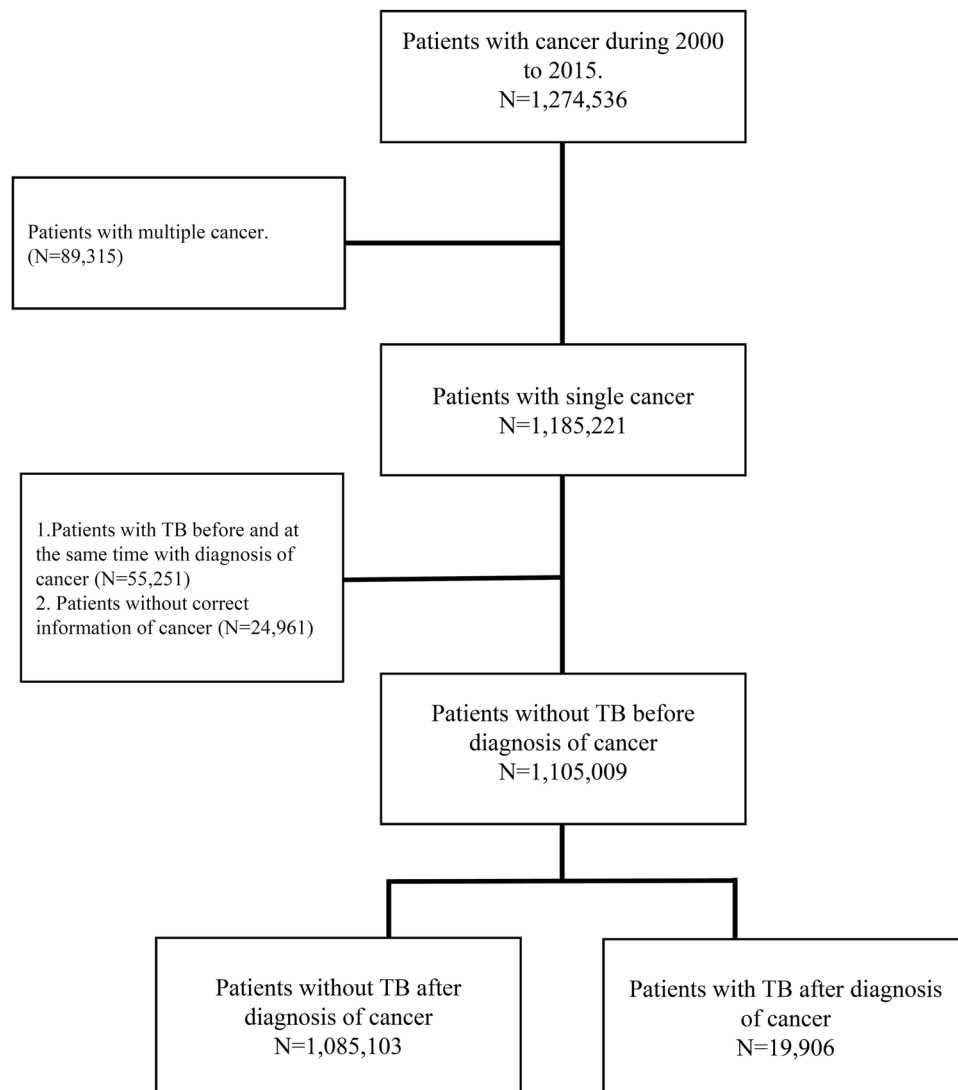 Patients with cancer during 2000
to 2015.
N=1,274,536
Patients with multiple cancer.
(N=89,315)
Patients with single cancer
N=1,185,221
1.Patients with TB before and at
the same time with diagnosis of
cancer (N=55,251)
2. Patients without correct
information of cancer (N=24,961)
Patients without TB before
diagnosis of cancer
N=1,105,009
Patients without TB after
diagnosis of cancer
N=1,085,103
Patients with TB after diagnosis
of cancer
N=19,906